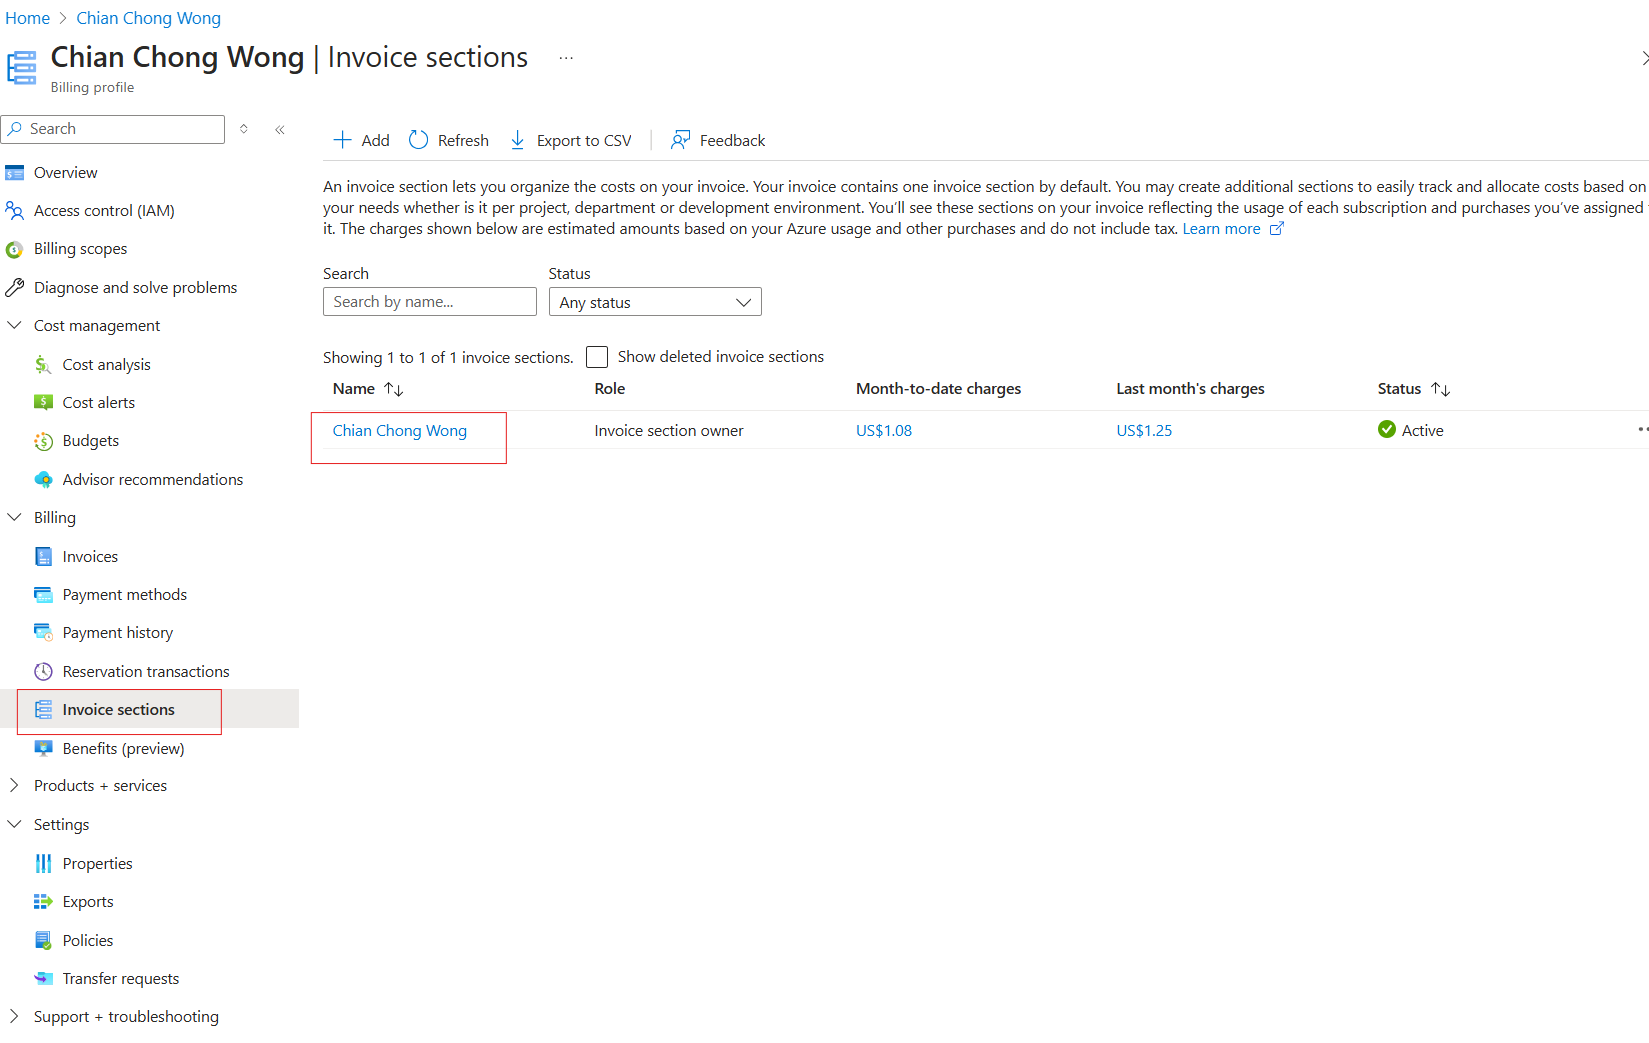 Home > Chian Chong Wong
Chian Chong Wong | Invoice sections ...
Billing profile
Search
Overview
Access control (IAM)
Billing scopes
Diagnose and solve problems
Cost management
Cost analysis
Cost alerts
Budgets
Advisor recommendations
Billing
Invoices
Payment methods
Payment history
Reservation transactions
Invoice sections
Benefits (preview)
Products + services
Settings
Properties
Exports
Policies
Transfer requests
Support + troubleshooting
Add Refresh Export to CSV | Feedback
An invoice section lets you organize the costs on your invoice. Your invoice contains one invoice section by default. You may create additional sections to easily track and allocate costs based on
your needs whether is it per project, department or development environment. You'll see these sections on your invoice reflecting the usage of each subscription and purchases you've assigned
it. The charges shown below are estimated amounts based on your Azure usage and other purchases and do not include tax. Learn more
Search Status
Search by name... Any status
Showing 1 to 1 of 1 invoice sections. Show deleted invoice sections
Name Role Month-to-date charges Last month's charges Status
Chian Chong Wong Invoice section owner US$1.08 US$1.25 Active